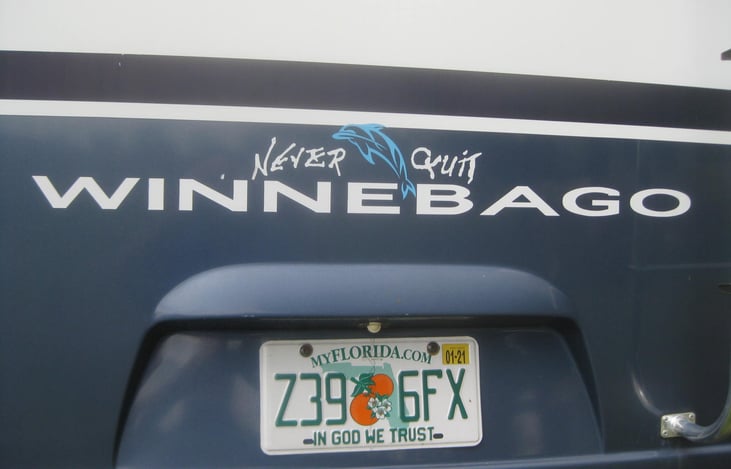 NEVER QUIT
WINNEBAGO
MYFLORIDA.COM
01-21
Z39 6FX
IN GOD WE TRUST